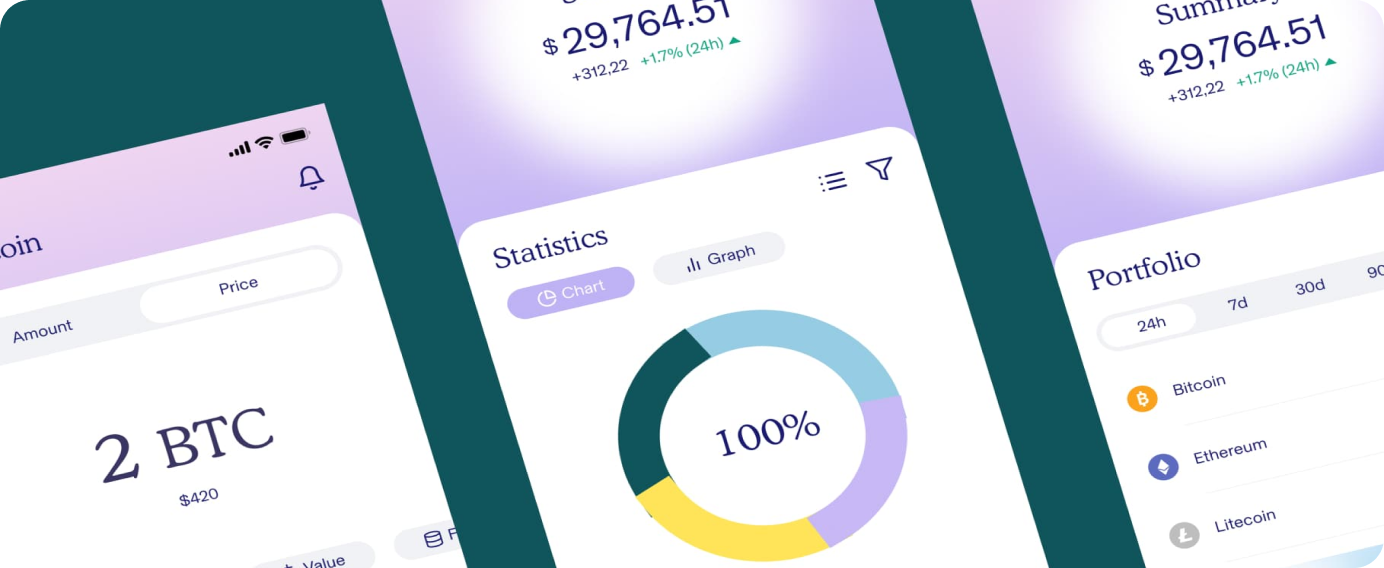 oin
Amount
Price
2 BTC
$420
Value
F
$29,764.51
+312,22 +1.7% (24h)
Statistics
Chart
Graph
100%
Summary
$29,764.51
+312,22 +1.7% (24h)
Portfolio
24h 7d 30d 90
Bitcoin
Ethereum
Litecoin